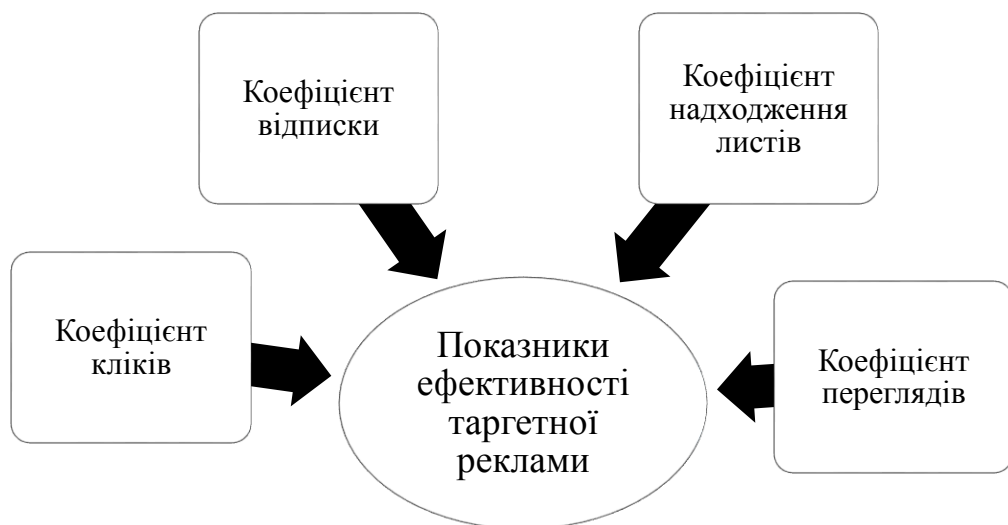 Коефіцієнт
відписки
Коефіцієнт
надходження
листів
Коефіцієнт
кліків
Показники
ефективності
таргетної
реклами
Коефіцієнт
переглядів